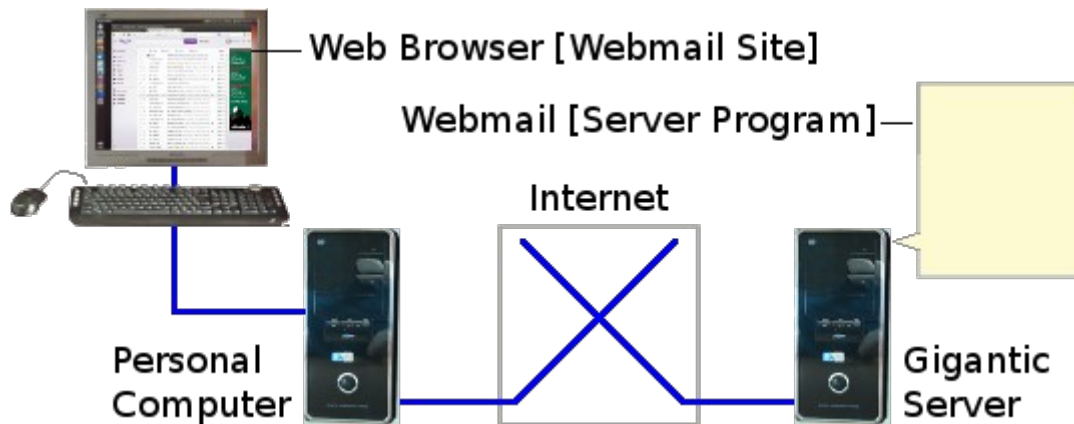 Web Browser [Webmail Site]
Webmail [Server Program]
Internet
Personal
Computer
Gigantic
Server